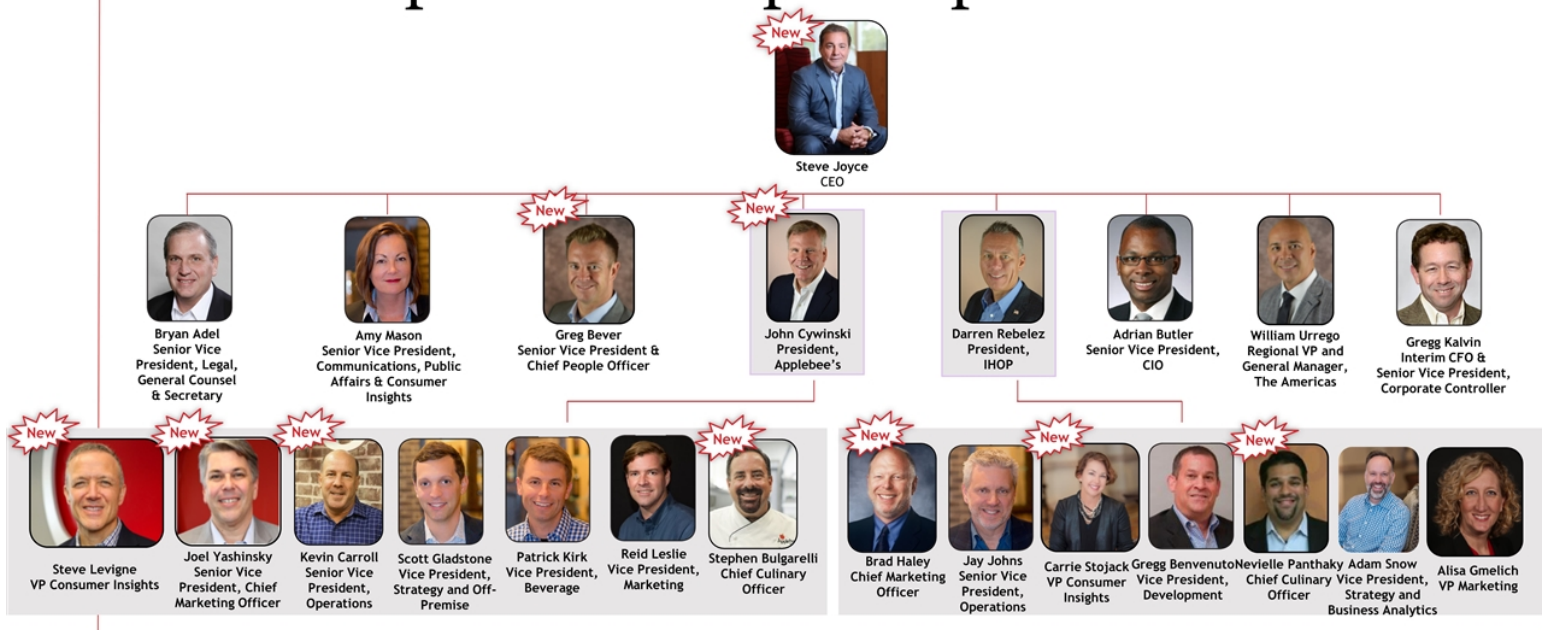 New
Steve Joyce
CEO
New
New
Bryan Adel
Senior Vice
President, Legal,
General Counsel
& Secretary
Amy Mason
Senior Vice President,
Communications, Public
Affairs & Consumer
Insights
Greg Bever
Senior Vice President &
Chief People Officer
John Cywinski
President,
Applebee's
Darren Rebelez
President,
IHOP
Adrian Butler
Senior Vice President,
CIO
William Urrego
Regional VP and
General Manager,
The Americas
Gregg Kalvin
Interim CFO &
Senior Vice President,
Corporate Controller
New
New
New
New
New
New
New
Steve Levigne
VP Consumer Insights
Joel Yashinsky
Senior Vice
President, Chief
Marketing Officer
Kevin Carroll
Senior Vice
President,
Operations
Scott Gladstone
Vice President,
Strategy and Off-
Premise
Patrick Kirk
Vice President,
Beverage
Reid Leslie
Vice President,
Marketing
Stephen Bulgarelli
Chief Culinary
Officer
Brad Haley
Chief Marketing
Officer
Jay Johns
Senior Vice
President,
Operations
Carrie Stojack
VP Consumer
Insights
Gregg Benvenuto
Vice President,
Development
Nevielle Panthaky
Chief Culinary
Officer
Adam Snow
Vice President,
Strategy and
Business Analytics
Alisa Gmelich
VP Marketing